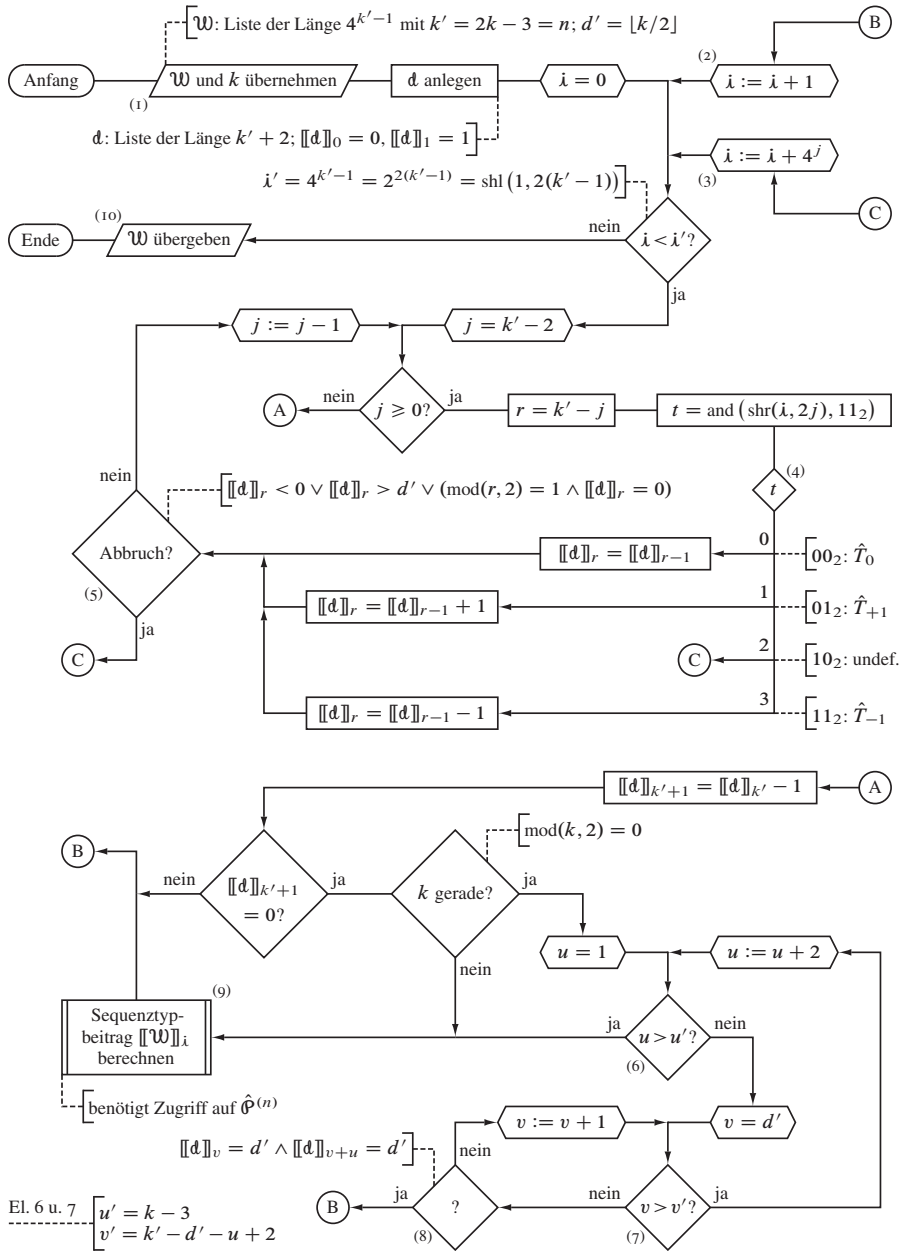 𝔚: Liste der Länge 4^{k′−1} mit k′ = 2k − 3 = n; d′ = ⌊k/2⌋
B
(2)
Anfang
𝔚 und k übernehmen
𝕕 anlegen
i = 0
i := i + 1
(1)
𝕕: Liste der Länge k′ + 2; ⟦𝕕⟧₀ = 0, ⟦𝕕⟧₁ = 1
i := i + 4^j
(3)
i′ = 4^{k′−1} = 2^{2(k′−1)} = shl (1, 2(k′ − 1))
C
(10)
nein
Ende
𝔚 übergeben
i < i′?
ja
j := j − 1
j = k′ − 2
nein
ja
A
j ⩾ 0?
r = k′ − j
t = and (shr(i, 2j), 11₂)
nein
(4)
⟦𝕕⟧_r < 0 ∨ ⟦𝕕⟧_r > d′ ∨ (mod(r, 2) = 1 ∧ ⟦𝕕⟧_r = 0)
t
0
Abbruch?
⟦𝕕⟧_r = ⟦𝕕⟧_{r−1}
00₂: T̂₀
(5)
1
⟦𝕕⟧_r = ⟦𝕕⟧_{r−1} + 1
01₂: T̂₊₁
ja
2
C
C
10₂: undef.
3
⟦𝕕⟧_r = ⟦𝕕⟧_{r−1} − 1
11₂: T̂₋₁
⟦𝕕⟧_{k′+1} = ⟦𝕕⟧_{k′} − 1
A
mod(k, 2) = 0
B
nein
⟦𝕕⟧_{k′+1}
= 0?
ja
k gerade?
ja
u = 1
u := u + 2
nein
(9)
Sequenztyp-
beitrag ⟦𝔚⟧_i
berechnen
ja
u > u′?
nein
(6)
benötigt Zugriff auf 𝒫̂^{(n)}
v := v + 1
v = d′
⟦𝕕⟧_v = d′ ∧ ⟦𝕕⟧_{v+u} = d′
nein
El. 6 u. 7
u′ = k − 3
v′ = k′ − d′ − u + 2
B
ja
?
(8)
nein
v > v′?
ja
(7)